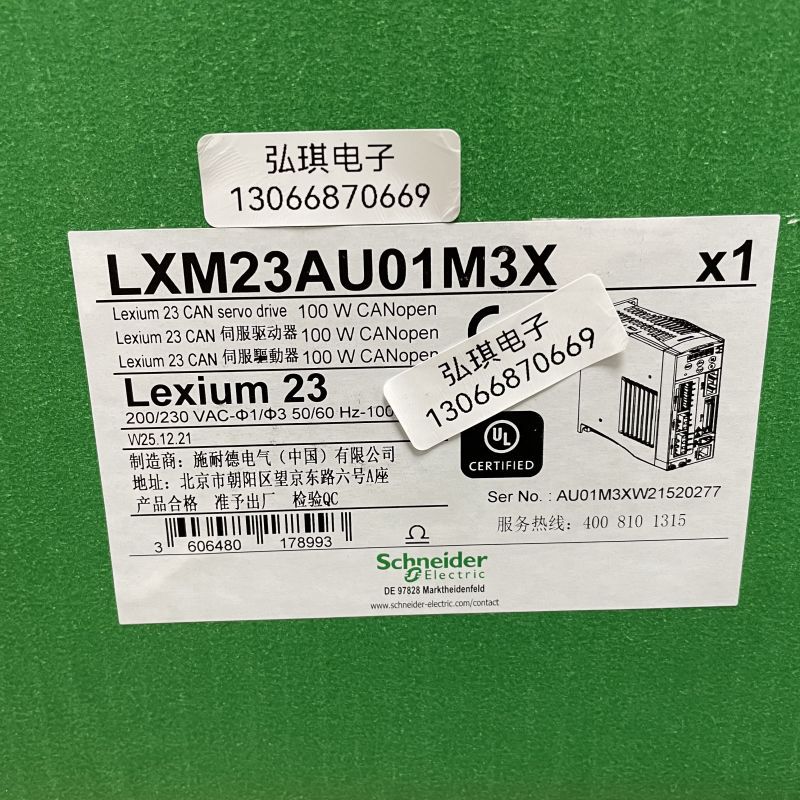 弘琪电子
13066870669
LXM23AU01M3X x1
Lexium 23 CAN servo drive 100 W CANopen
Lexium 23 CAN 伺服驱动器 100 W CANopen
Lexium 23 CAN 伺服驅動器 100 W CANopen
弘琪电子
13066870669
Lexium 23
200/230 VAC-Φ1/Φ3 50/60 Hz-100
W25.12.21
UL
CERTIFIED
制造商：施耐德电气（中国）有限公司
地址：北京市朝阳区望京东路六号A座
产品合格 准予出厂 检验QC
Ser No. : AU01M3XW21520277
服务热线：400 810 1315
3 606480 178993
Schneider
Electric
DE 97828 Marktheidenfeld
www.schneider-electric.com/contact